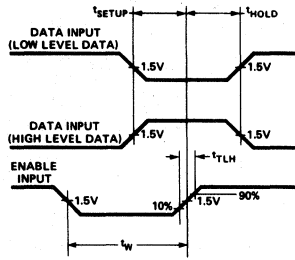 tSETUP
tHOLD
DATA INPUT
(LOW LEVEL DATA)
1.5V
1.5V
DATA INPUT
(HIGH LEVEL DATA)
1.5V
1.5V
tTLH
ENABLE
INPUT
1.5V
10%
1.5V
90%
tW